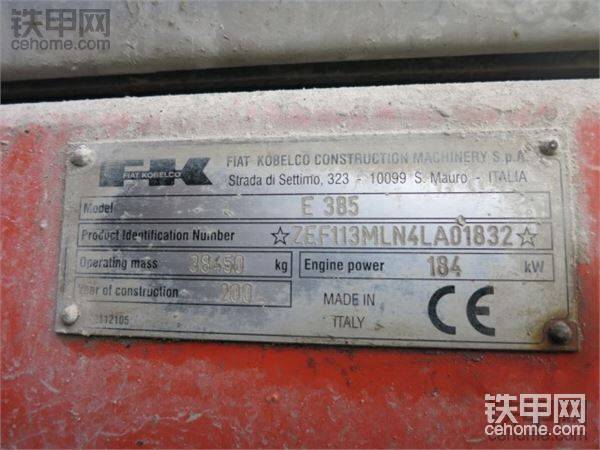 铁甲网
cehome.com
FK
FIAT KOBELCO
FIAT KOBELCO CONSTRUCTION MACHINERY S.p.A.
Strada di Settimo, 323 - 10099 S. Mauro - ITALIA
Model E 385
Product Identification Number ☆ZEF113MLN4LA01832☆
Operating mass 38450 kg Engine power 184 kW
Year of construction
MADE IN
ITALY
CE
112105
铁甲网
cehome.com